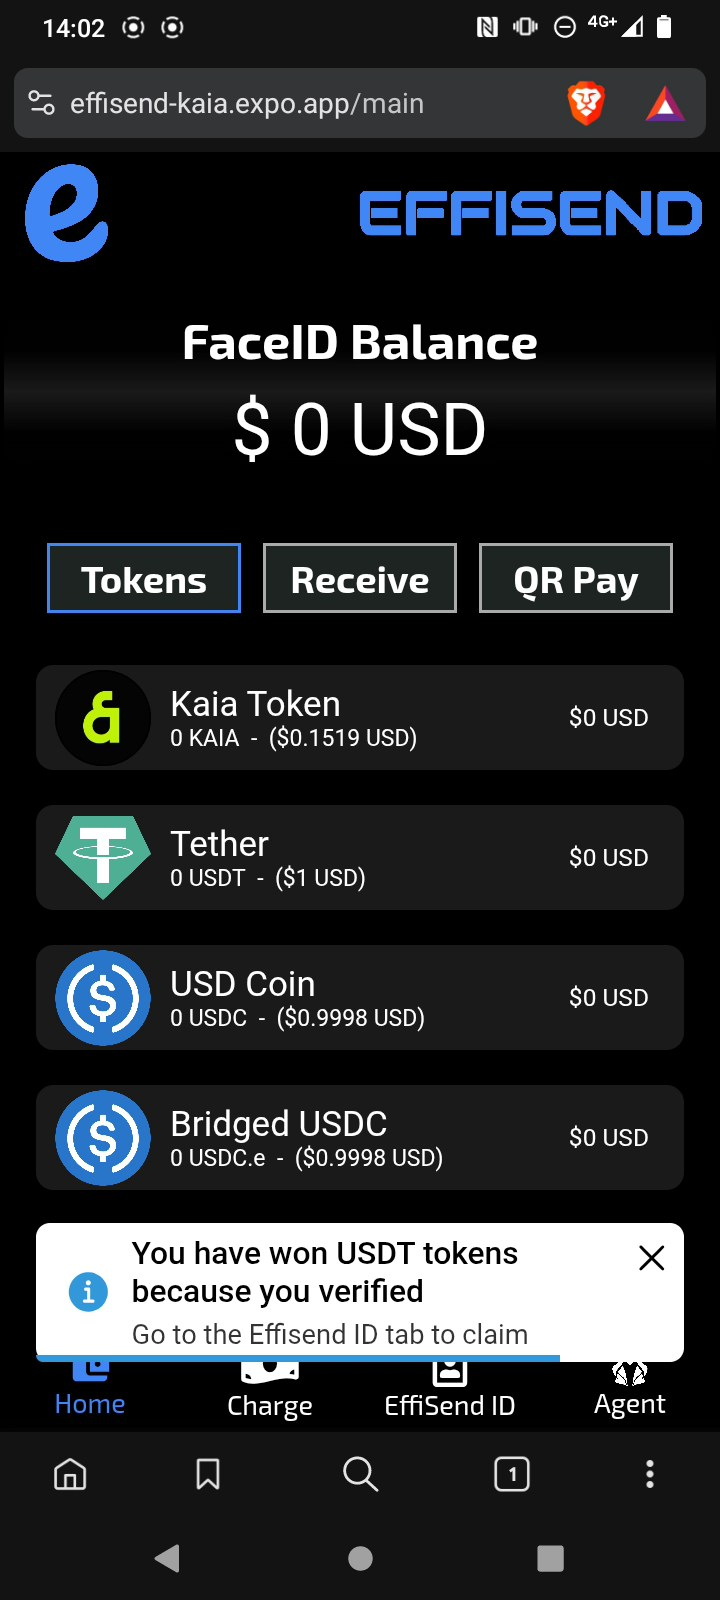 14:02
4G+
effisend-kaia.expo.app/main
e
EFFISEND
FaceID Balance
$ 0 USD
Tokens
Receive
QR Pay
Kaia Token
0 KAIA - ($0.1519 USD)
$0 USD
Tether
0 USDT - ($1 USD)
$0 USD
USD Coin
0 USDC - ($0.9998 USD)
$0 USD
Bridged USDC
0 USDC.e - ($0.9998 USD)
$0 USD
You have won USDT tokens
because you verified
Go to the Effisend ID tab to claim
Home
Charge
EffiSend ID
Agent
1